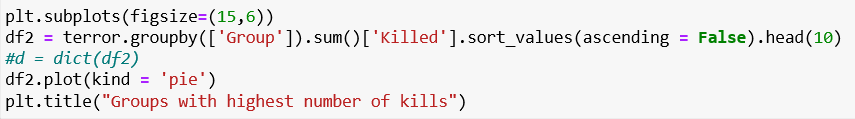 plt.subplots(figsize=(15,6))
df2 = terror.groupby(['Group']).sum()['Killed'].sort_values(ascending = False).head(10)
#d = dict(df2)
df2.plot(kind = 'pie')
plt.title("Groups with highest number of kills")